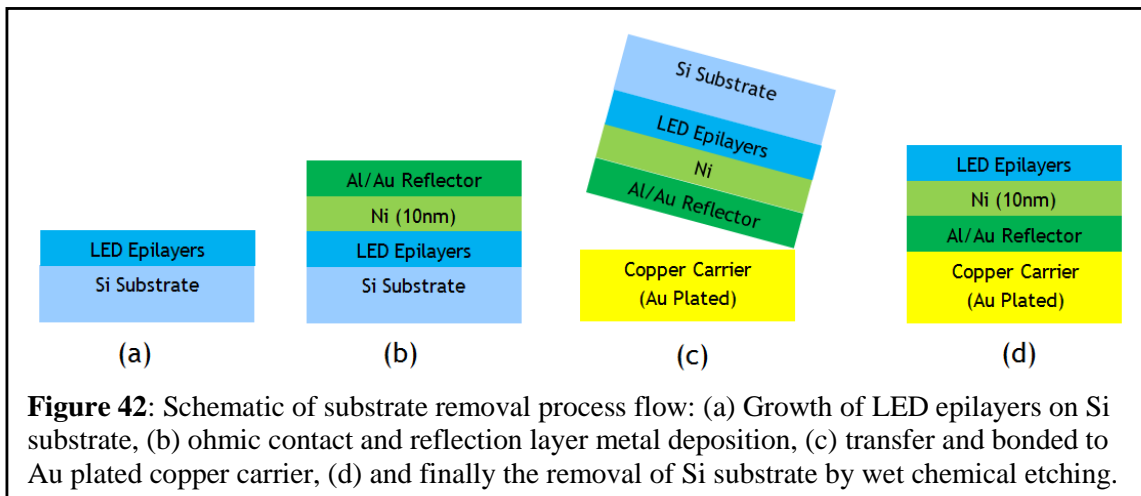 LED Epilayers
Si Substrate
(a)
Al/Au Reflector
Ni (10nm)
LED Epilayers
Si Substrate
(b)
Si Substrate
LED Epilayers
Ni
Al/Au Reflector
Copper Carrier
(Au Plated)
(c)
LED Epilayers
Ni (10nm)
Al/Au Reflector
Copper Carrier
(Au Plated)
(d)
Figure 42: Schematic of substrate removal process flow: (a) Growth of LED epilayers on Si
substrate, (b) ohmic contact and reflection layer metal deposition, (c) transfer and bonded to
Au plated copper carrier, (d) and finally the removal of Si substrate by wet chemical etching.